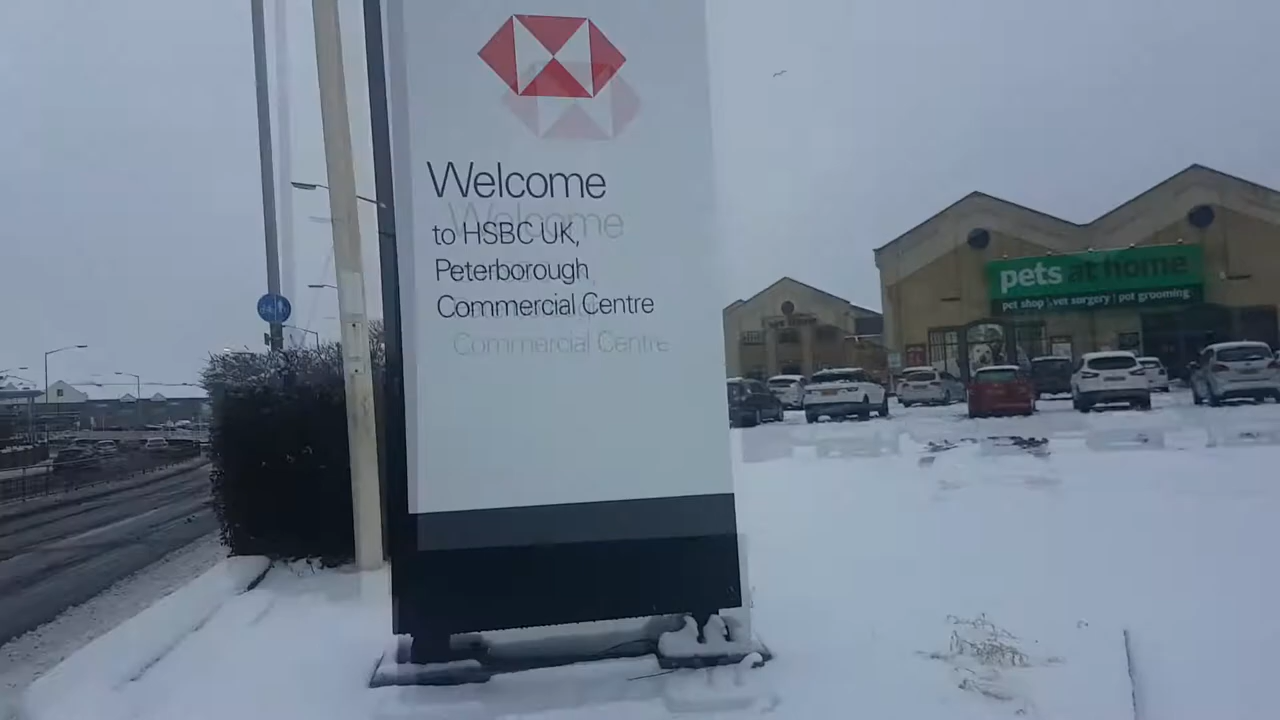 Welcome
to HSBC UK,
Peterborough
Commercial Centre
pets at home
pet shop | vet surgery | pet grooming